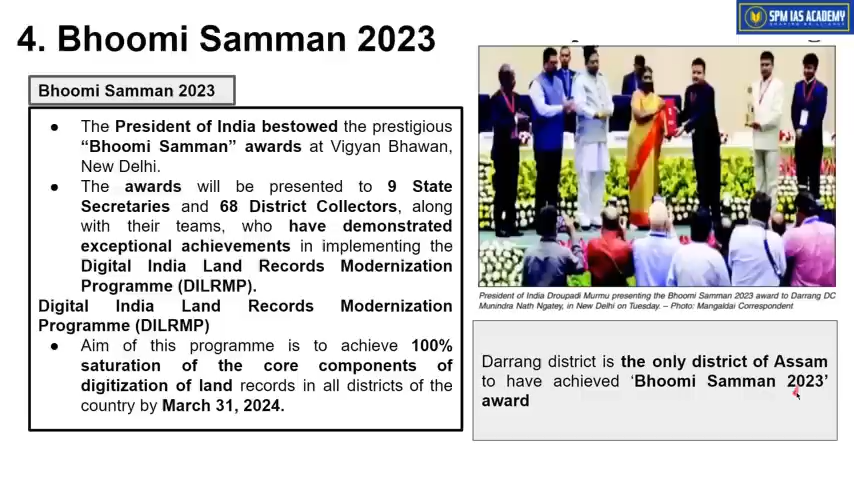 SPM IAS ACADEMY
4. Bhoomi Samman 2023
Bhoomi Samman 2023
● The President of India bestowed the prestigious
“Bhoomi Samman” awards at Vigyan Bhawan,
New Delhi.
● The awards will be presented to 9 State
Secretaries and 68 District Collectors, along
with their teams, who have demonstrated
exceptional achievements in implementing the
Digital India Land Records Modernization
Programme (DILRMP).
Digital India Land Records Modernization
Programme (DILRMP)
● Aim of this programme is to achieve 100%
saturation of the core components of
digitization of land records in all districts of the
country by March 31, 2024.
President of India Droupadi Murmu presenting the Bhoomi Samman 2023 award to Darrang DC
Munindra Nath Ngatey, in New Delhi on Tuesday. – Photo: Mangaldai Correspondent
Darrang district is the only district of Assam
to have achieved ‘Bhoomi Samman 2023’
award